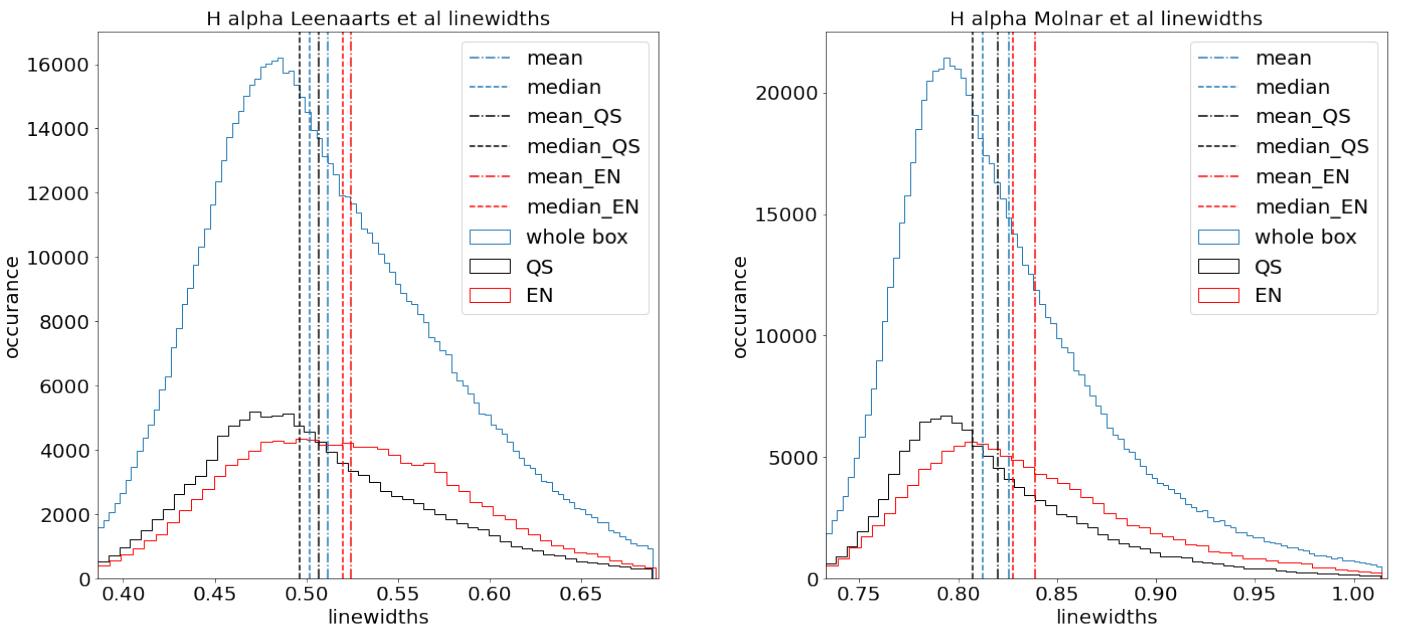 H alpha Leenaarts et al linewidths
occurance
16000
14000
12000
10000
8000
6000
4000
2000
0
0.40 0.45 0.50 0.55 0.60 0.65
linewidths
mean
median
mean_QS
median_QS
mean_EN
median_EN
whole box
QS
EN
H alpha Molnar et al linewidths
occurance
20000
15000
10000
5000
0
0.75 0.80 0.85 0.90 0.95 1.00
linewidths
mean
median
mean_QS
median_QS
mean_EN
median_EN
whole box
QS
EN